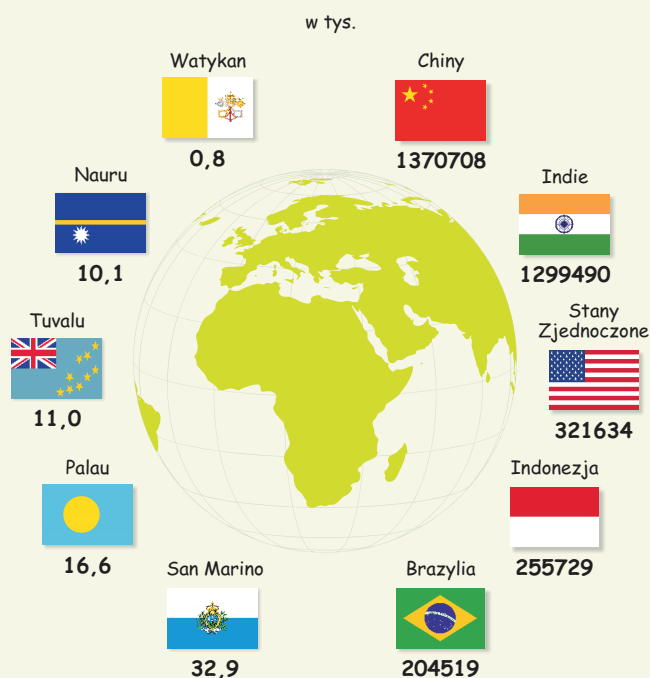 w tys.
Watykan
0,8
Chiny
1370708
Nauru
10,1
Indie
1299490
Tuvalu
11,0
Stany
Zjednoczone
321634
Palau
16,6
Indonezja
255729
San Marino
32,9
Brazylia
204519